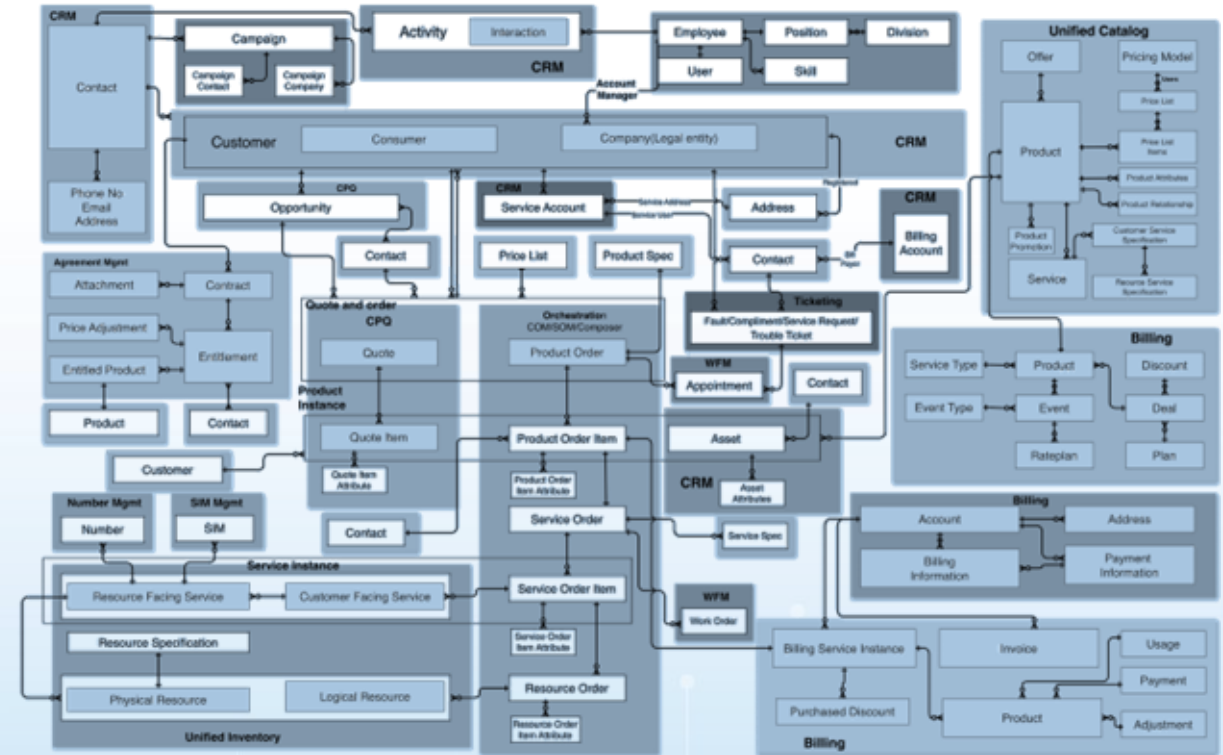 CRM
Contact
Phone No
Email
Address
Campaign
Campaign
Contact
Campaign
Company
Activity
Interaction
CRM
Employee
Position
Division
User
Skill
Account
Manager
Unified Catalog
Offer
Pricing Model
Users
Price List
Product
Price List
Items
Product Attributes
Product Relationship
Product
Promotion
Customer Service
Specification
Service
Resource Service
Specification
Customer
Consumer
Company(Legal entity)
CRM
Registered
CPQ
Opportunity
Contact
CRM
Service Account
Service Address
Service User
Address
CRM
Billing
Account
Contact
Bill
Payer
Price List
Product Spec
Agreement Mgmt
Attachment
Contract
Price Adjustment
Entitlement
Entitled Product
Product
Contact
Quote and order
CPQ
Quote
Orchestration
COM/SOM/Composer
Product Order
Ticketing
Fault/Compliment/Service Request/
Trouble Ticket
WFM
Appointment
Contact
Billing
Service Type
Product
Discount
Event Type
Event
Deal
Rateplan
Plan
Product
Instance
Quote Item
Quote Item
Attribute
Product Order Item
Product Order
Item Attribute
Asset
CRM
Asset
Attributes
Customer
Number Mgmt
Number
SIM Mgmt
SIM
Contact
Service Order
Service Spec
Billing
Account
Address
Billing
Information
Payment
Information
Service Instance
Resource Facing Service
Customer Facing Service
Service Order Item
Service Order
Item Attribute
WFM
Work Order
Resource Specification
Physical Resource
Logical Resource
Unified Inventory
Resource Order
Resource Order
Item Attribute
Billing Service Instance
Invoice
Usage
Payment
Purchased Discount
Product
Adjustment
Billing